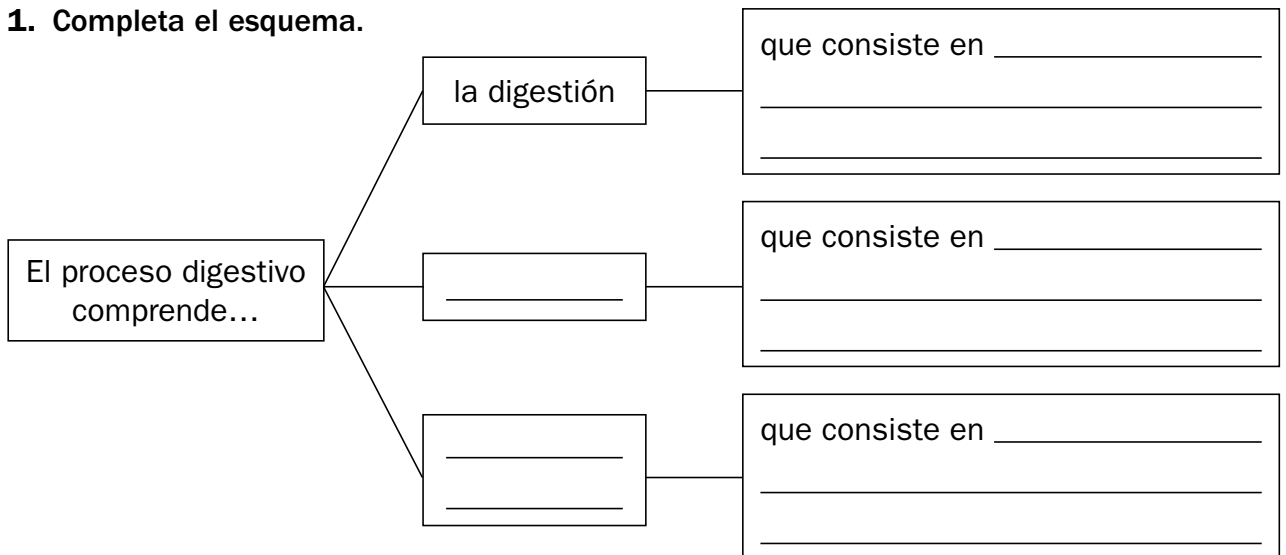 1. Completa el esquema.
que consiste en
la digestión
El proceso digestivo
comprende...
que consiste en
que consiste en